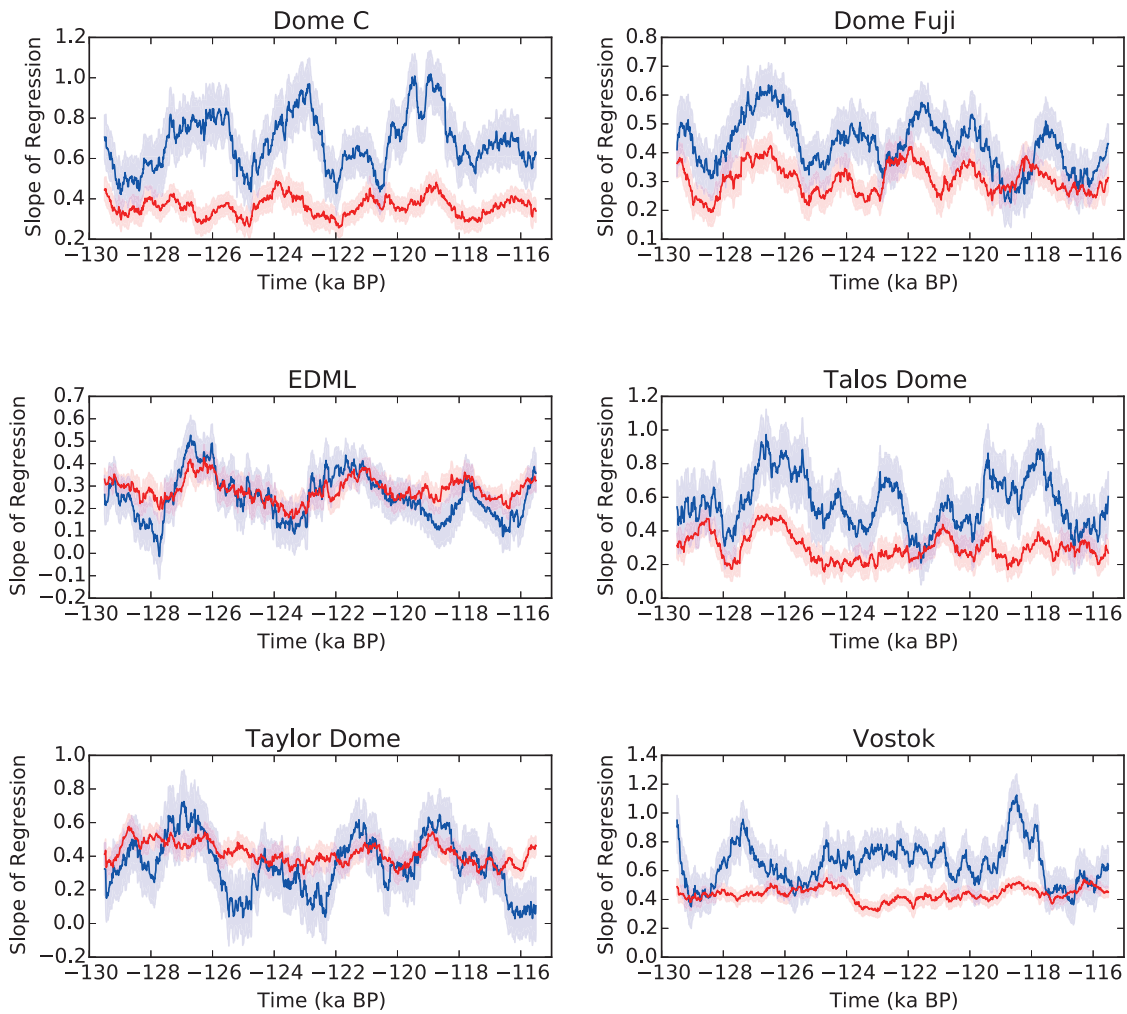 Dome C
Slope of Regression
1.2
1.0
0.8
0.6
0.4
0.2
−130 −128 −126 −124 −122 −120 −118 −116
Time (ka BP)
Dome Fuji
Slope of Regression
0.8
0.7
0.6
0.5
0.4
0.3
0.2
0.1
−130 −128 −126 −124 −122 −120 −118 −116
Time (ka BP)
EDML
Slope of Regression
0.7
0.6
0.5
0.4
0.3
0.2
0.1
0.0
−0.1
−0.2
−130 −128 −126 −124 −122 −120 −118 −116
Time (ka BP)
Talos Dome
Slope of Regression
1.2
1.0
0.8
0.6
0.4
0.2
0.0
−130 −128 −126 −124 −122 −120 −118 −116
Time (ka BP)
Taylor Dome
Slope of Regression
1.0
0.8
0.6
0.4
0.2
0.0
−0.2
−130 −128 −126 −124 −122 −120 −118 −116
Time (ka BP)
Vostok
Slope of Regression
1.4
1.2
1.0
0.8
0.6
0.4
0.2
0.0
−130 −128 −126 −124 −122 −120 −118 −116
Time (ka BP)